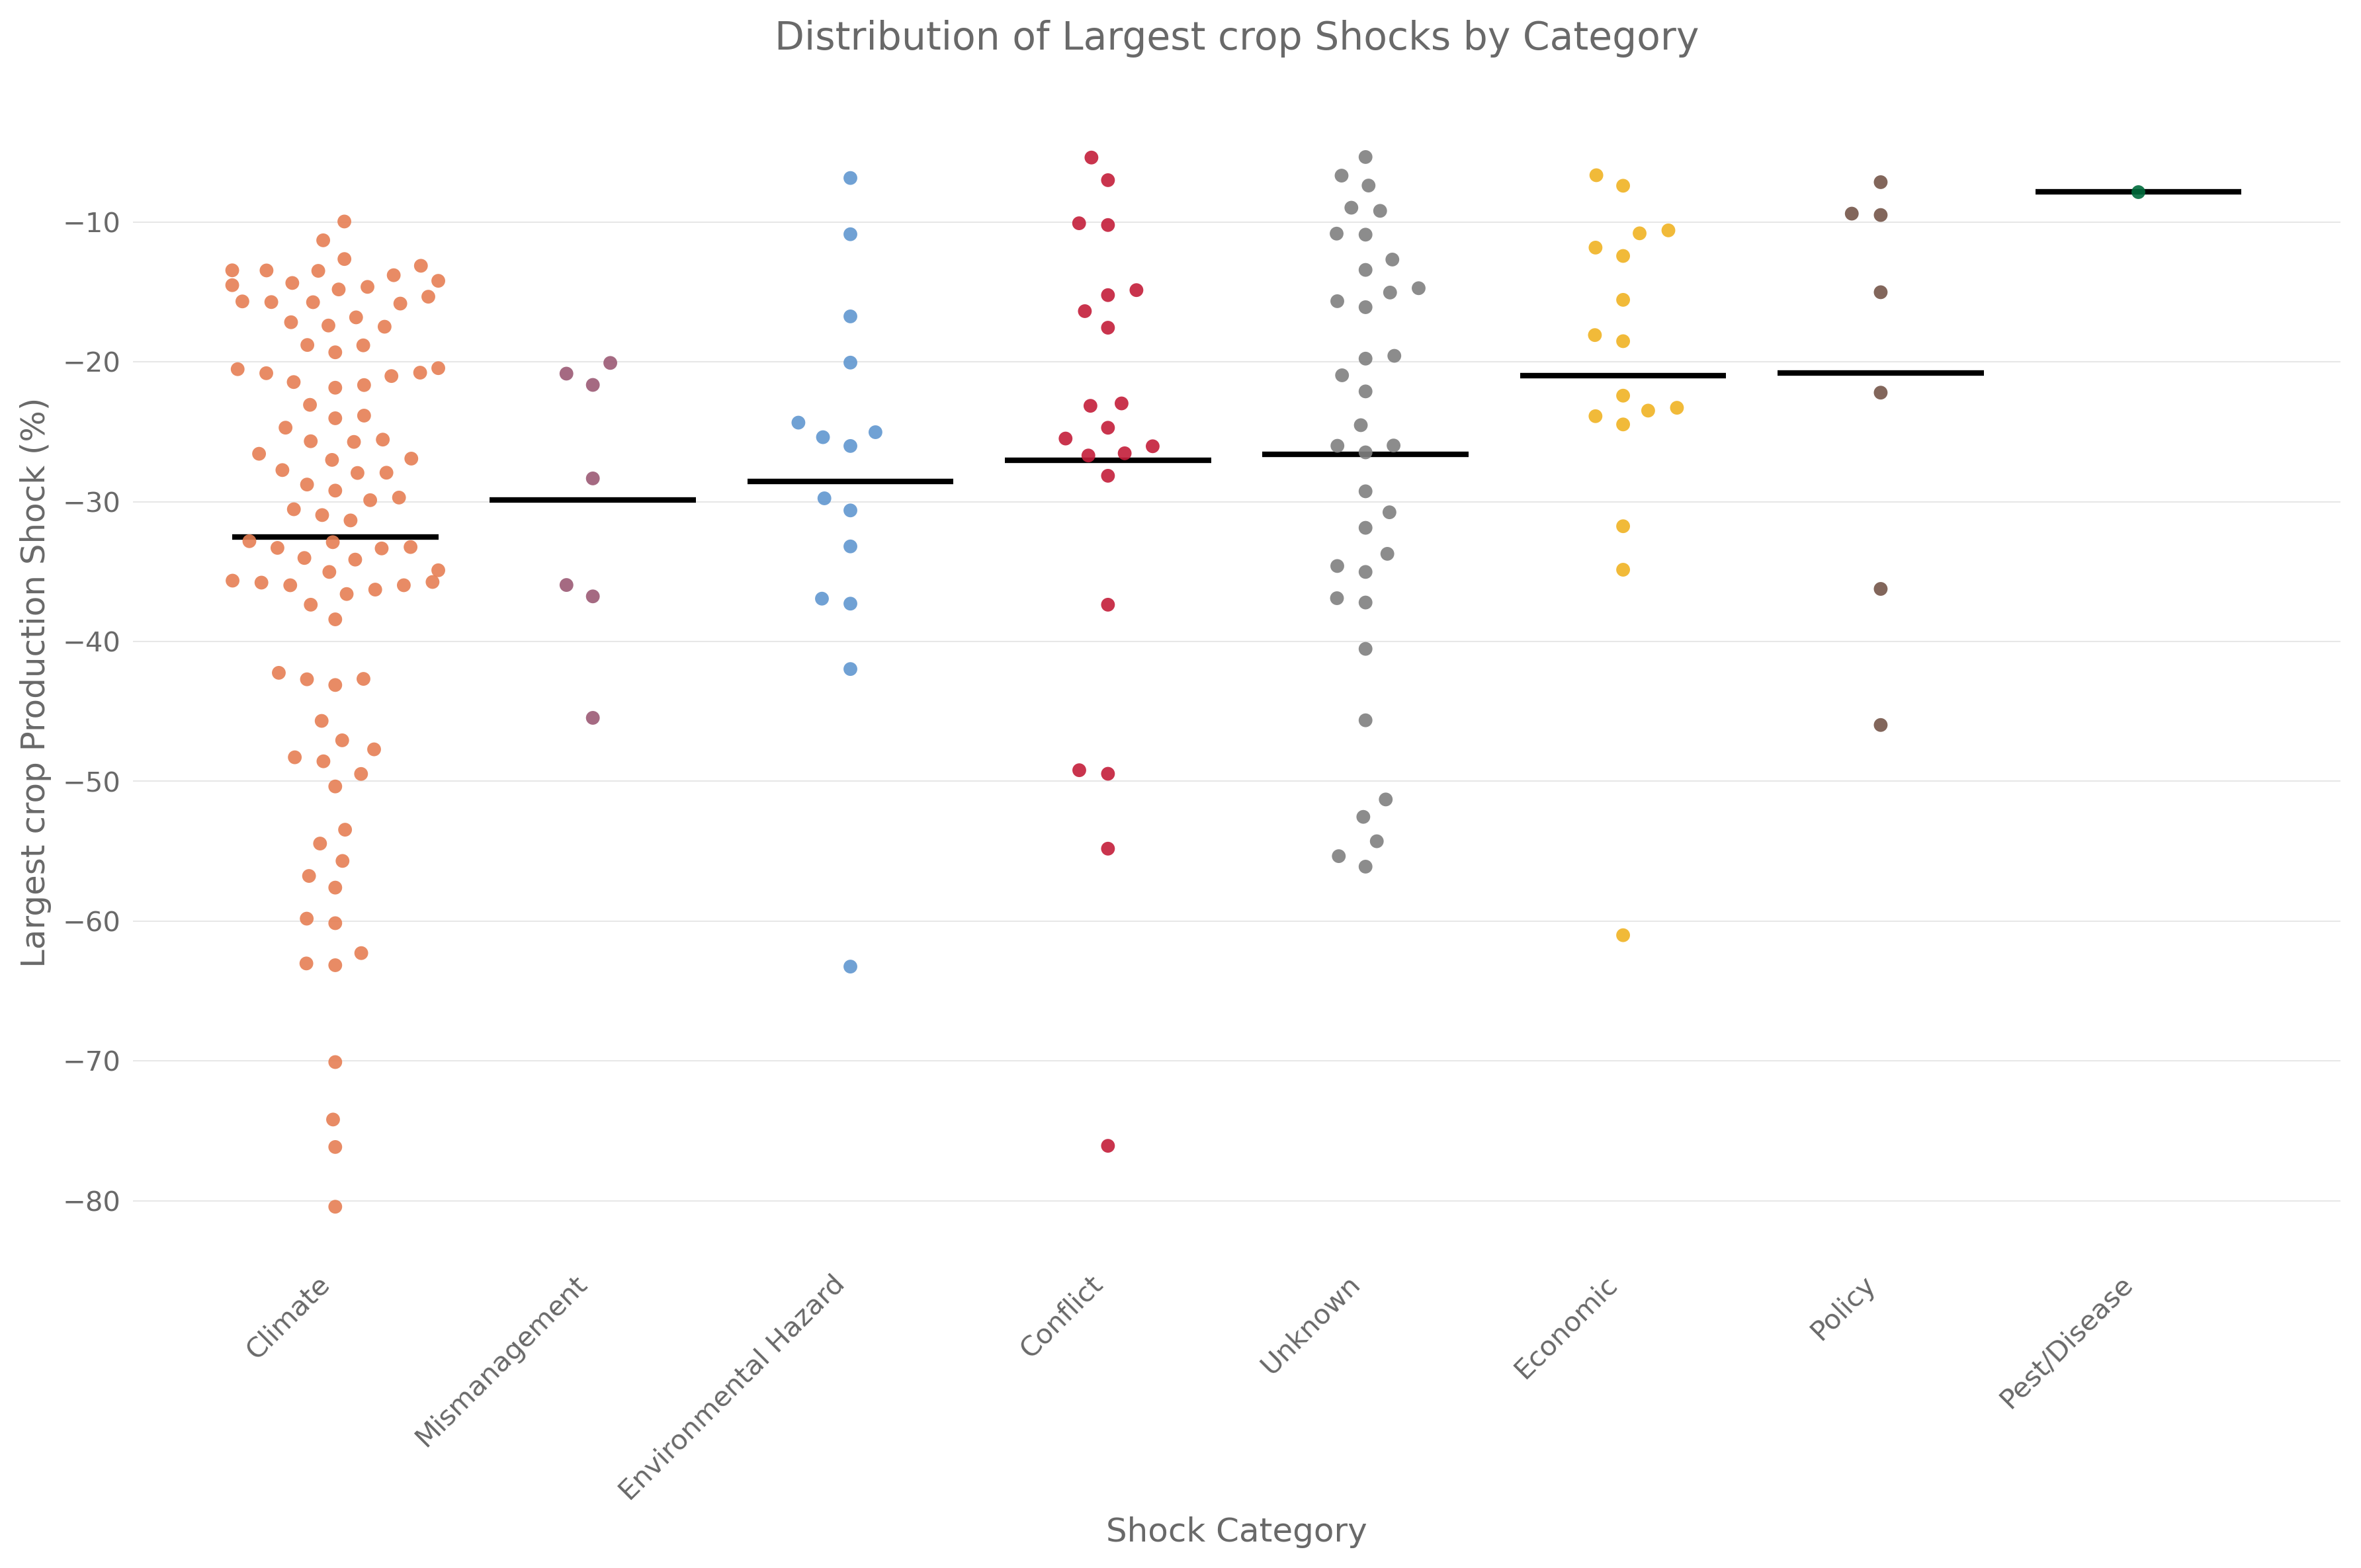 Distribution of Largest crop Shocks by Category
Largest crop Production Shock (%)
−10
−20
−30
−40
−50
−60
−70
−80
Climate
Mismanagement
Environmental Hazard
Conflict
Unknown
Economic
Policy
Pest/Disease
Shock Category